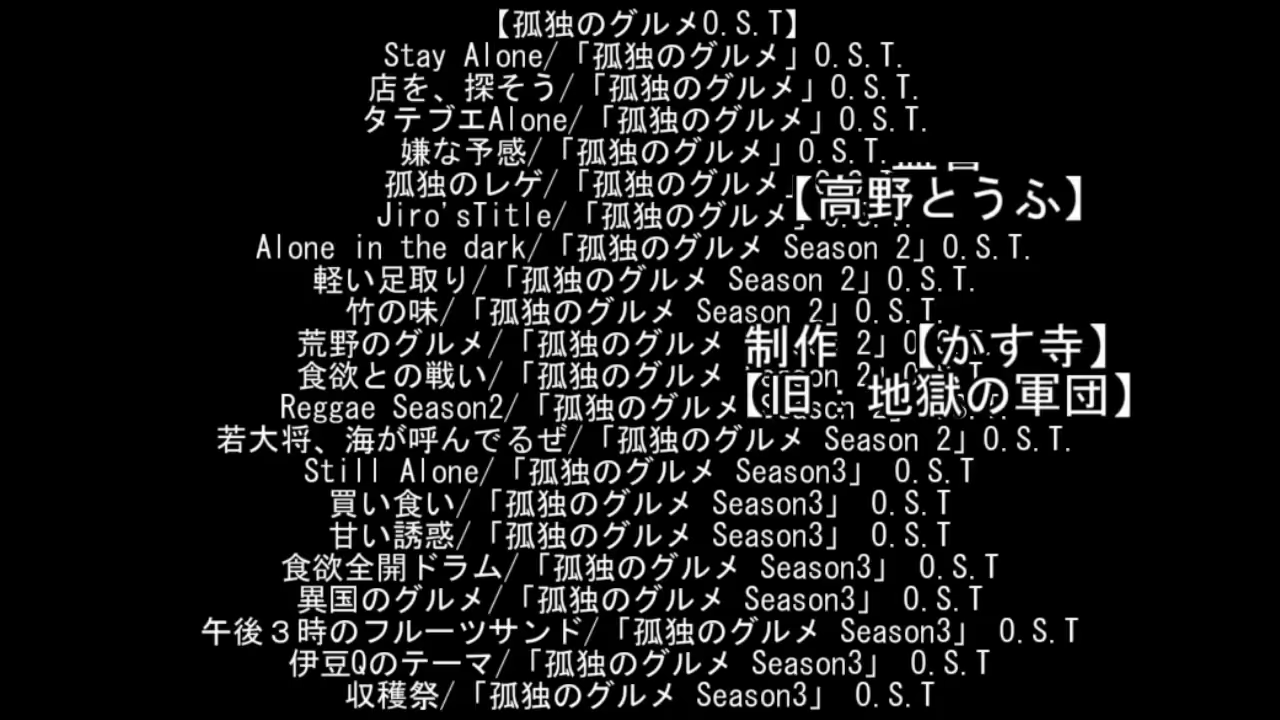 【孤独のグルメO.S.T】
Stay Alone/「孤独のグルメ」O.S.T.
店を、探そう/「孤独のグルメ」O.S.T.
タテブエAlone/「孤独のグルメ」O.S.T.
嫌な予感/「孤独のグルメ」O.S.T.
孤独のレゲ/「孤独のグルメ」
【高野とうふ】
Jiro'sTitle/「孤独のグルメ」O.S.T.
Alone in the dark/「孤独のグルメ Season 2」O.S.T.
軽い足取り/「孤独のグルメ Season 2」O.S.T.
竹の味/「孤独のグルメ Season 2」O.S.T.
荒野のグルメ/「孤独のグルメ 2」
制作 【かす寺】
食欲との戦い/「孤独のグルメ Season 2」
【旧：地獄の軍団】
Reggae Season2/「孤独のグルメ
若大将、海が呼んでるぜ/「孤独のグルメ Season 2」O.S.T.
Still Alone/「孤独のグルメ Season3」 O.S.T
買い食い/「孤独のグルメ Season3」 O.S.T
甘い誘惑/「孤独のグルメ Season3」 O.S.T
食欲全開ドラム/「孤独のグルメ Season3」 O.S.T
異国のグルメ/「孤独のグルメ Season3」 O.S.T
午後３時のフルーツサンド/「孤独のグルメ Season3」 O.S.T
伊豆Qのテーマ/「孤独のグルメ Season3」 O.S.T
収穫祭/「孤独のグルメ Season3」 O.S.T